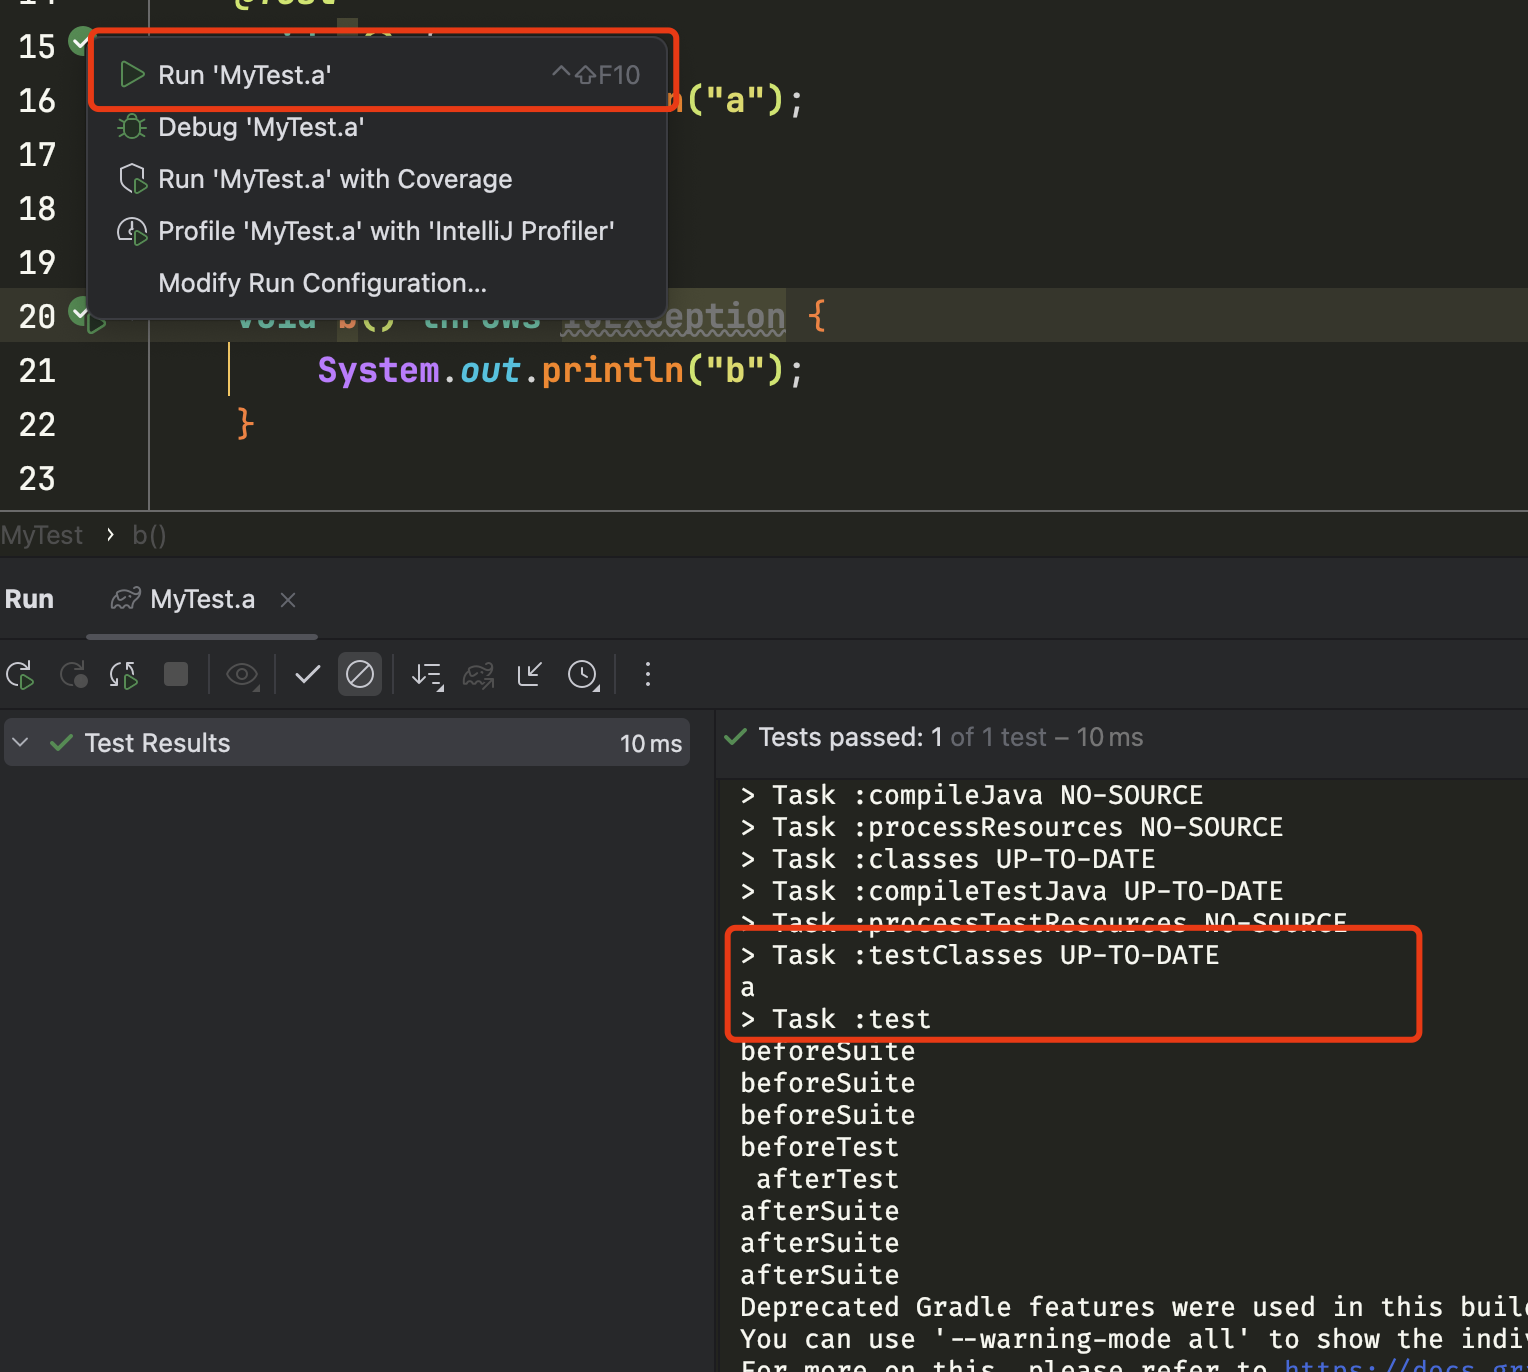 14 @Test
15
Run 'MyTest.a' ^⇧F10
16 n("a");
Debug 'MyTest.a'
17
Run 'MyTest.a' with Coverage
18
Profile 'MyTest.a' with 'IntelliJ Profiler'
19
Modify Run Configuration...
20 void b() throws IOException {
21 System.out.println("b");
22 }
23
MyTest › b()
Run MyTest.a ×
Test Results 10 ms
Tests passed: 1 of 1 test – 10 ms
> Task :compileJava NO-SOURCE
> Task :processResources NO-SOURCE
> Task :classes UP-TO-DATE
> Task :compileTestJava UP-TO-DATE
> Task :processTestResources NO-SOURCE
> Task :testClasses UP-TO-DATE
a
> Task :test
beforeSuite
beforeSuite
beforeSuite
beforeTest
afterTest
afterSuite
afterSuite
afterSuite
Deprecated Gradle features were used in this buil
You can use '--warning-mode all' to show the indiv
For more on this, please refer to https://docs.gr